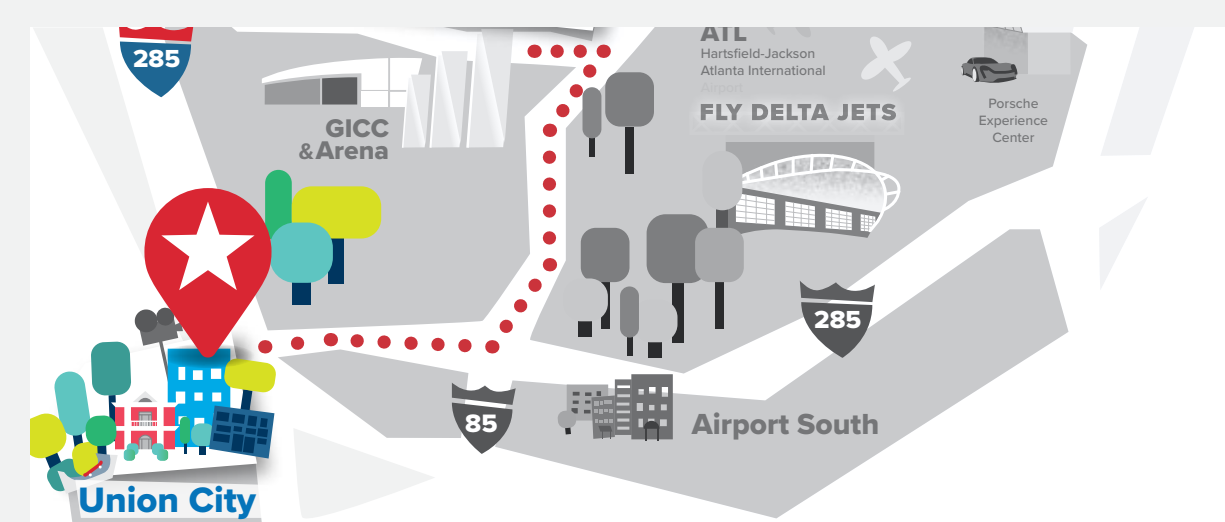 285
ATL
Hartsfield-Jackson
Atlanta International
Airport
FLY DELTA JETS
Porsche
Experience
Center
GICC
&Arena
285
85
Airport South
Union City